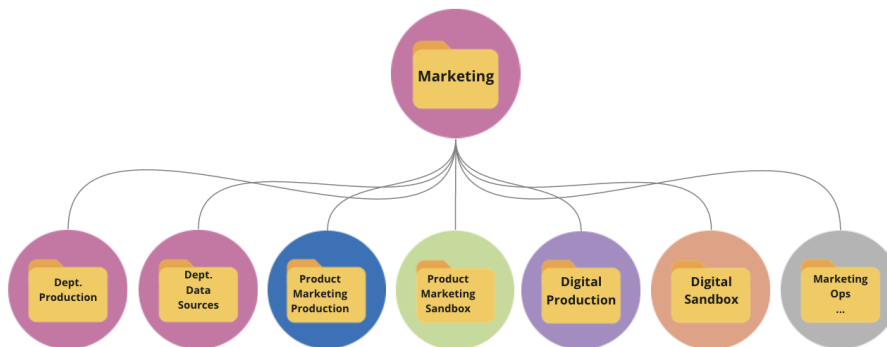 Marketing
Dept.
Production
Dept.
Data
Sources
Product
Marketing
Production
Product
Marketing
Sandbox
Digital
Production
Digital
Sandbox
Marketing
Ops
...